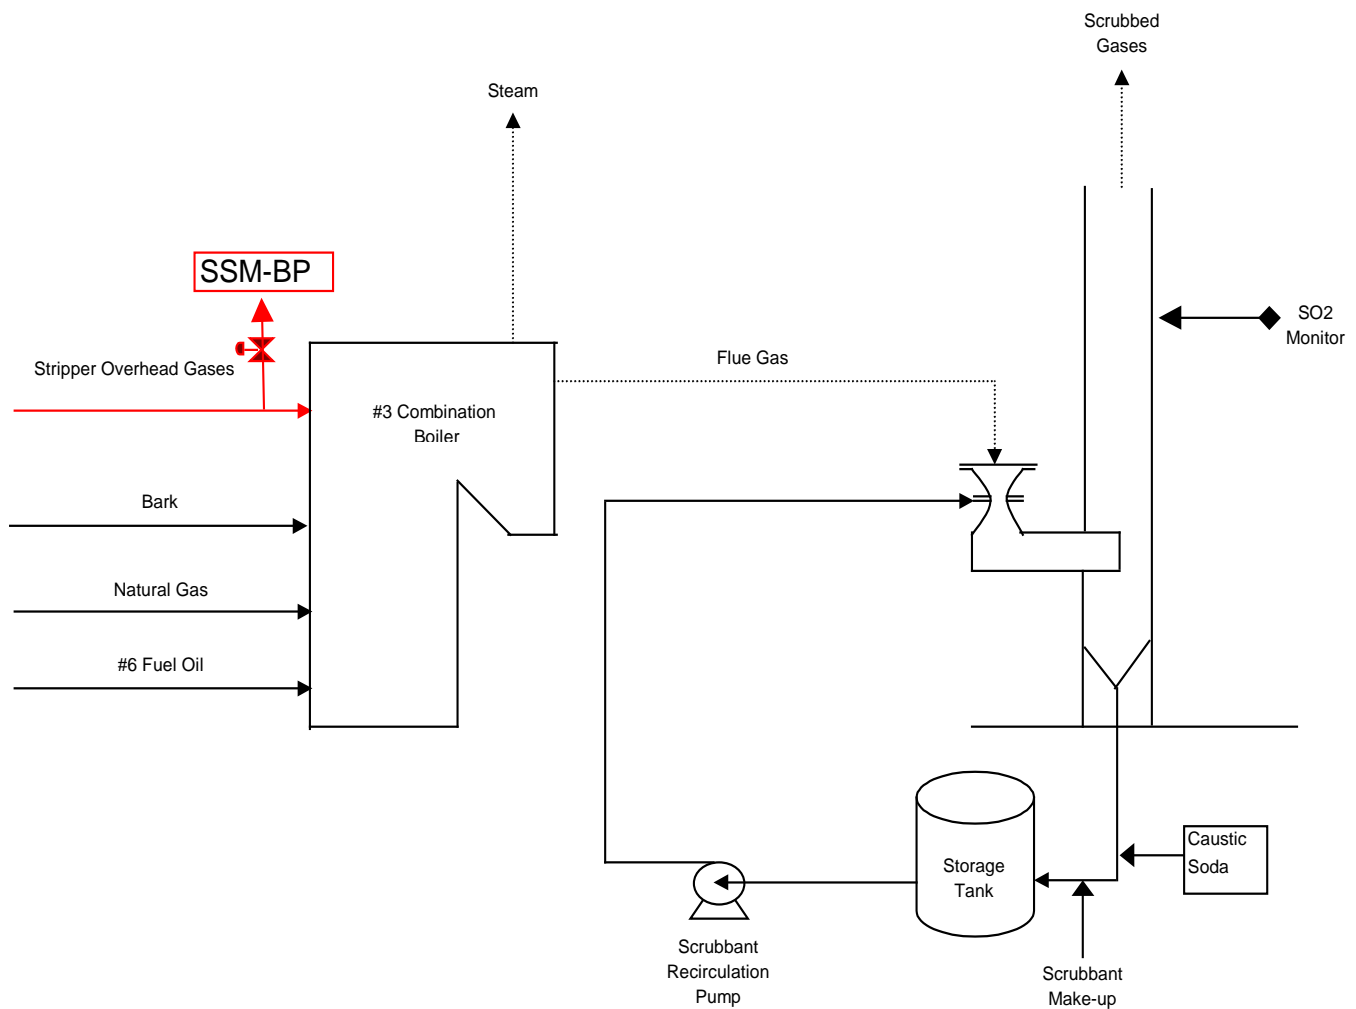 Scrubbed
Gases
Steam
SSM-BP
SO2
Monitor
Stripper Overhead Gases
Flue Gas
#3 Combination
Boiler
Bark
Natural Gas
#6 Fuel Oil
Caustic
Soda
Storage
Tank
Scrubbant
Recirculation
Pump
Scrubbant
Make-up